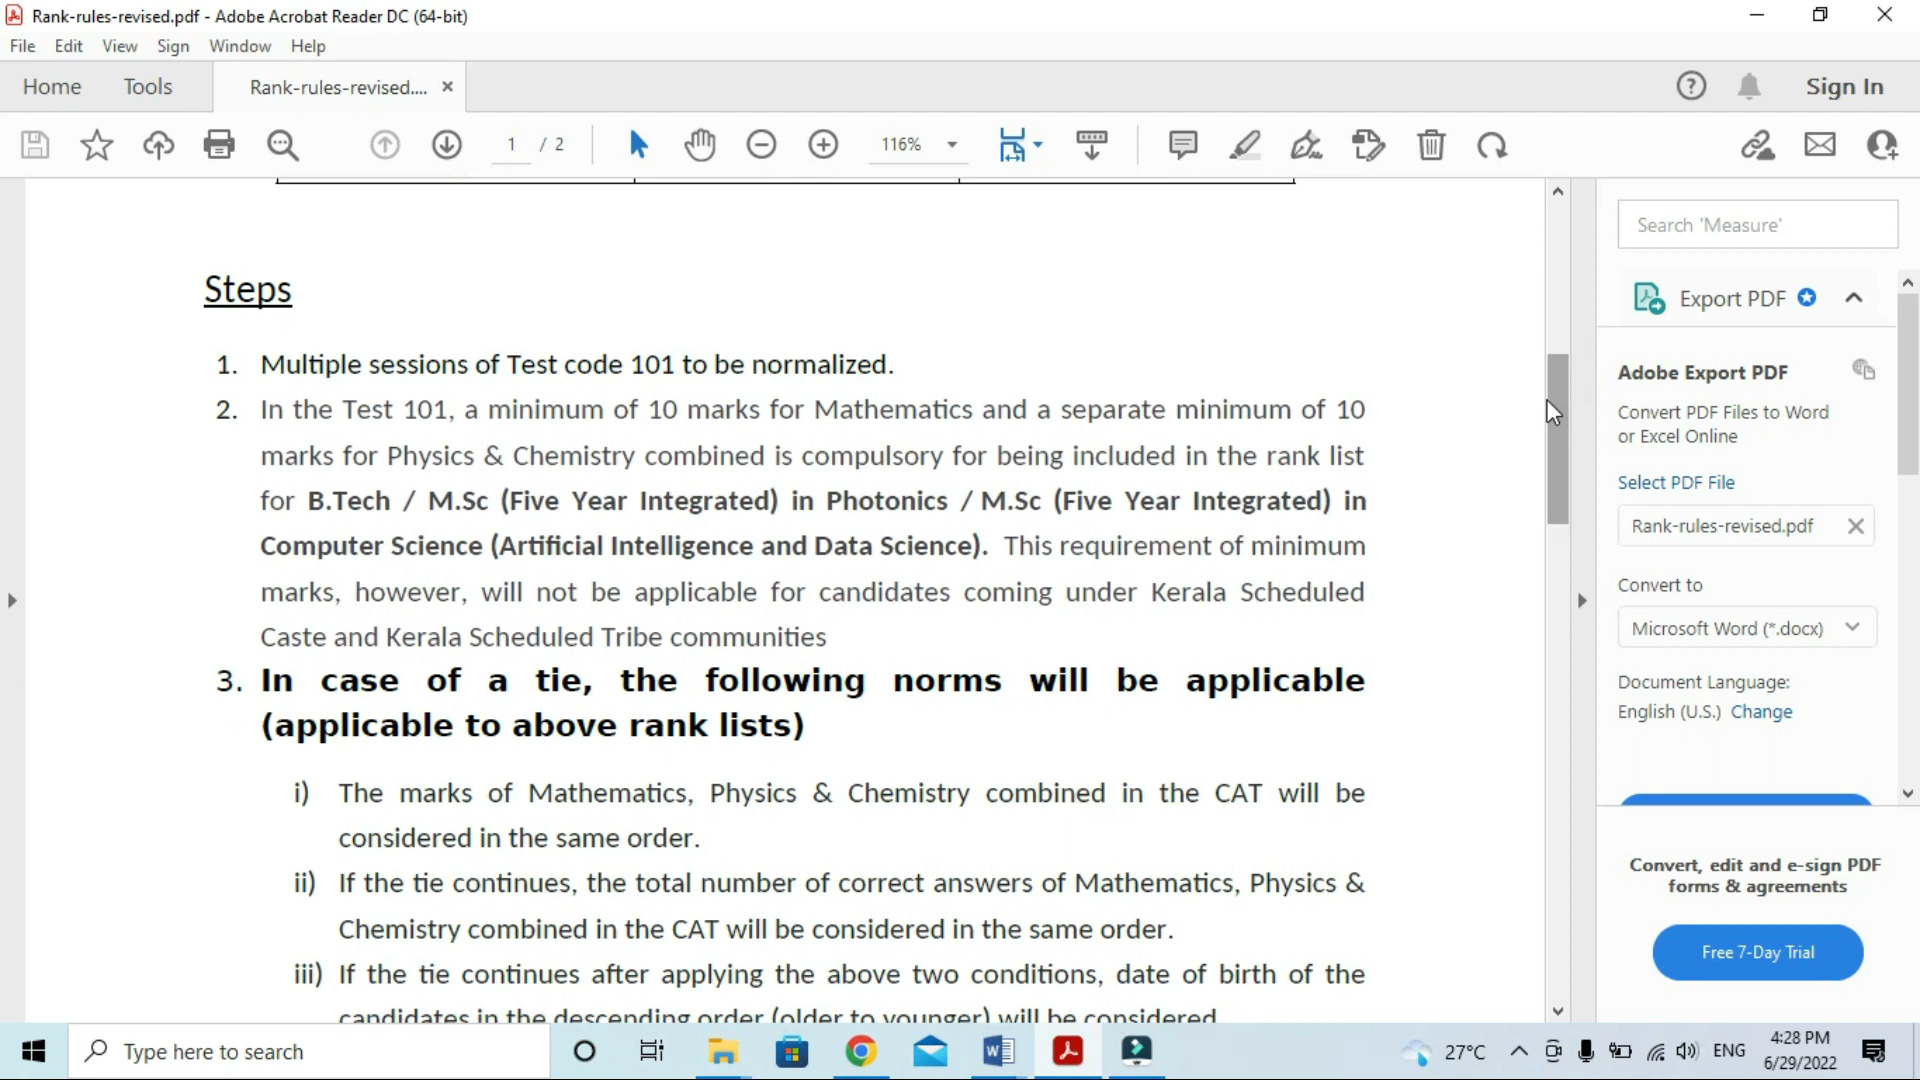 Rank-rules-revised.pdf - Adobe Acrobat Reader DC (64-bit)
File Edit View Sign Window Help
Home Tools Rank-rules-revised.... × Sign In
1 / 2 116%
Steps
1. Multiple sessions of Test code 101 to be normalized.
2. In the Test 101, a minimum of 10 marks for Mathematics and a separate minimum of 10
marks for Physics & Chemistry combined is compulsory for being included in the rank list
for B.Tech / M.Sc (Five Year Integrated) in Photonics / M.Sc (Five Year Integrated) in
Computer Science (Artificial Intelligence and Data Science). This requirement of minimum
marks, however, will not be applicable for candidates coming under Kerala Scheduled
Caste and Kerala Scheduled Tribe communities
3. In case of a tie, the following norms will be applicable
(applicable to above rank lists)
i) The marks of Mathematics, Physics & Chemistry combined in the CAT will be
considered in the same order.
ii) If the tie continues, the total number of correct answers of Mathematics, Physics &
Chemistry combined in the CAT will be considered in the same order.
iii) If the tie continues after applying the above two conditions, date of birth of the
candidates in the descending order (older to younger) will be considered
Search 'Measure'
Export PDF
Adobe Export PDF
Convert PDF Files to Word
or Excel Online
Select PDF File
Rank-rules-revised.pdf
Convert to
Microsoft Word (*.docx)
Document Language:
English (U.S.) Change
Convert, edit and e-sign PDF
forms & agreements
Free 7-Day Trial
Type here to search
27°C ENG
4:28 PM
6/29/2022